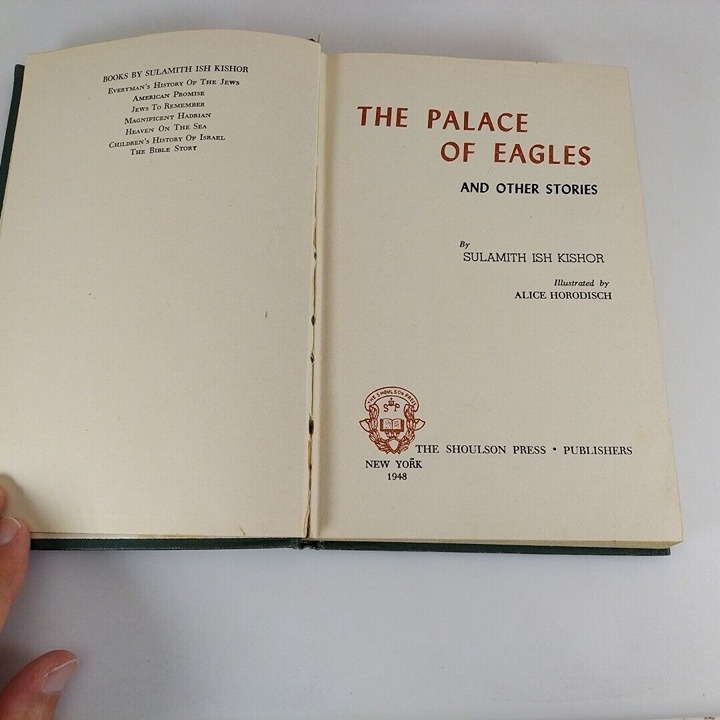 BOOKS BY SULAMITH ISH KISHOR
EVERYMAN'S HISTORY OF THE JEWS
AMERICAN PROMISE
JEWS TO REMEMBER
MAGNIFICENT HADRIAN
HEAVEN ON THE SEA
CHILDREN'S HISTORY OF ISRAEL
THE BIBLE STORY
THE PALACE
OF EAGLES
AND OTHER STORIES
By
SULAMITH ISH KISHOR
Illustrated by
ALICE HORODISCH
THE SHOULSON PRESS
S P
THE SHOULSON PRESS • PUBLISHERS
NEW YORK
1948